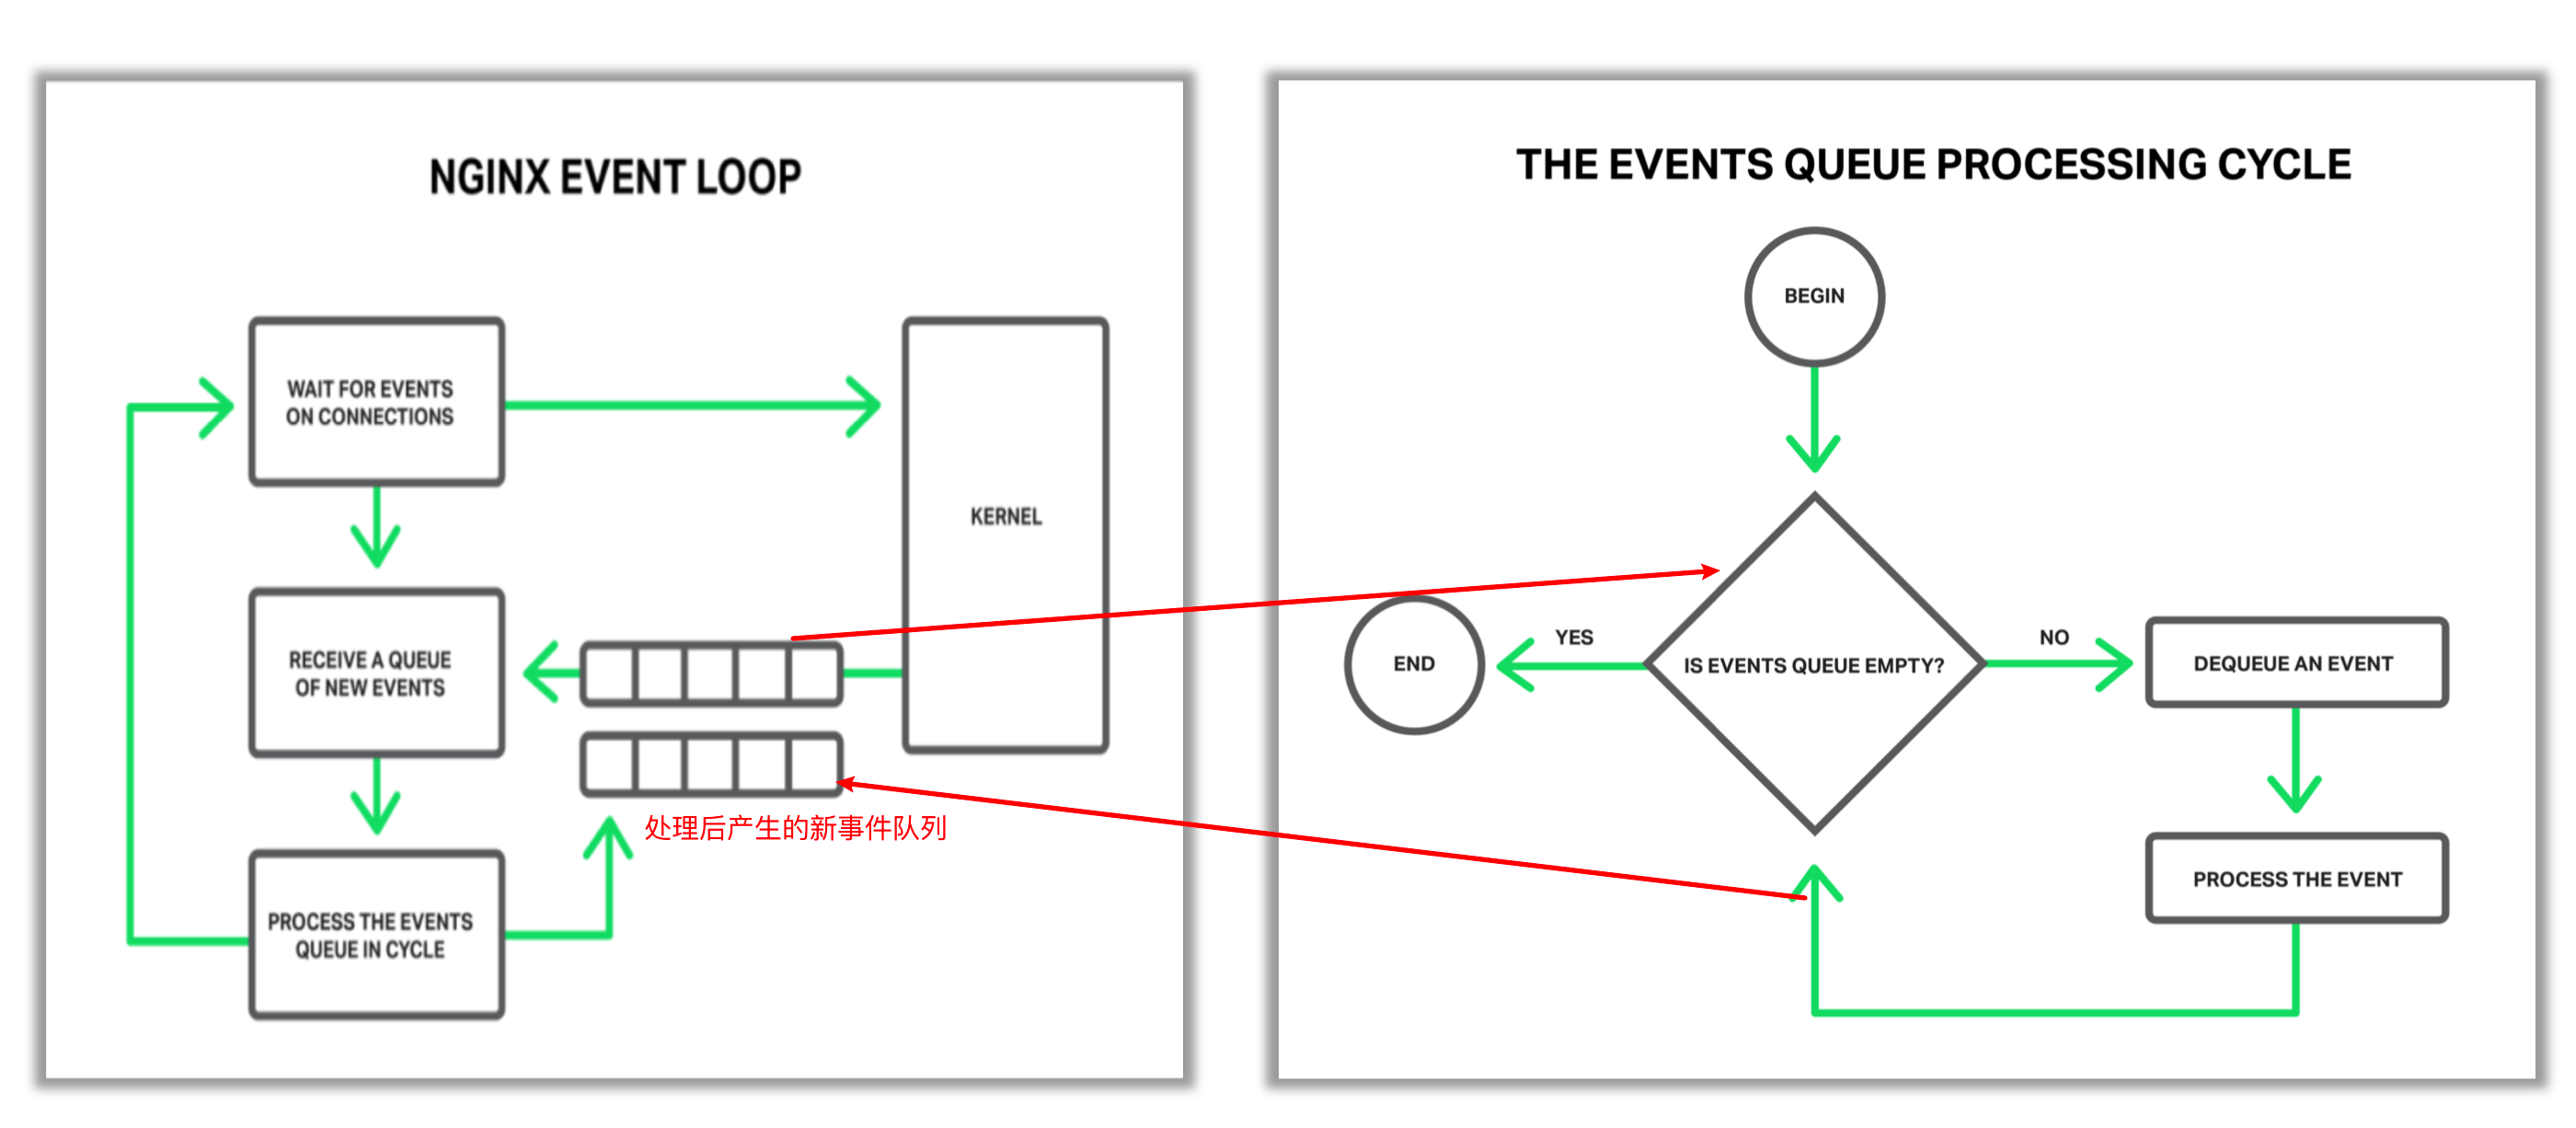 NGINX EVENT LOOP
WAIT FOR EVENTS
ON CONNECTIONS
KERNEL
RECEIVE A QUEUE
OF NEW EVENTS
处理后产生的新事件队列
PROCESS THE EVENTS
QUEUE IN CYCLE
THE EVENTS QUEUE PROCESSING CYCLE
BEGIN
IS EVENTS QUEUE EMPTY?
YES
END
NO
DEQUEUE AN EVENT
PROCESS THE EVENT